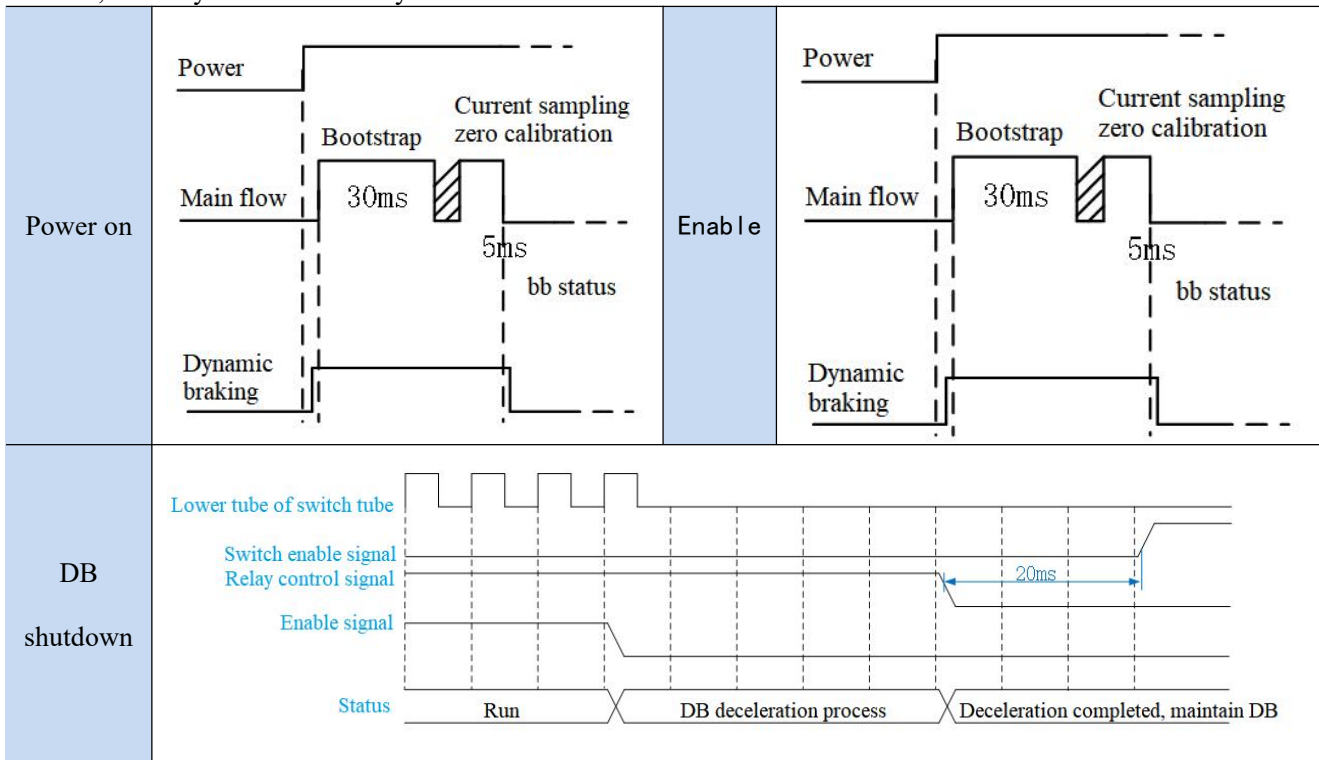 Power on
Power
Current sampling
zero calibration
Bootstrap
Main flow
30ms
5ms
bb status
Dynamic
braking
Enable
Power
Current sampling
zero calibration
Bootstrap
Main flow
30ms
5ms
bb status
Dynamic
braking
DB
shutdown
Lower tube of switch tube
Switch enable signal
Relay control signal
20ms
Enable signal
Status
Run
DB deceleration process
Deceleration completed, maintain DB